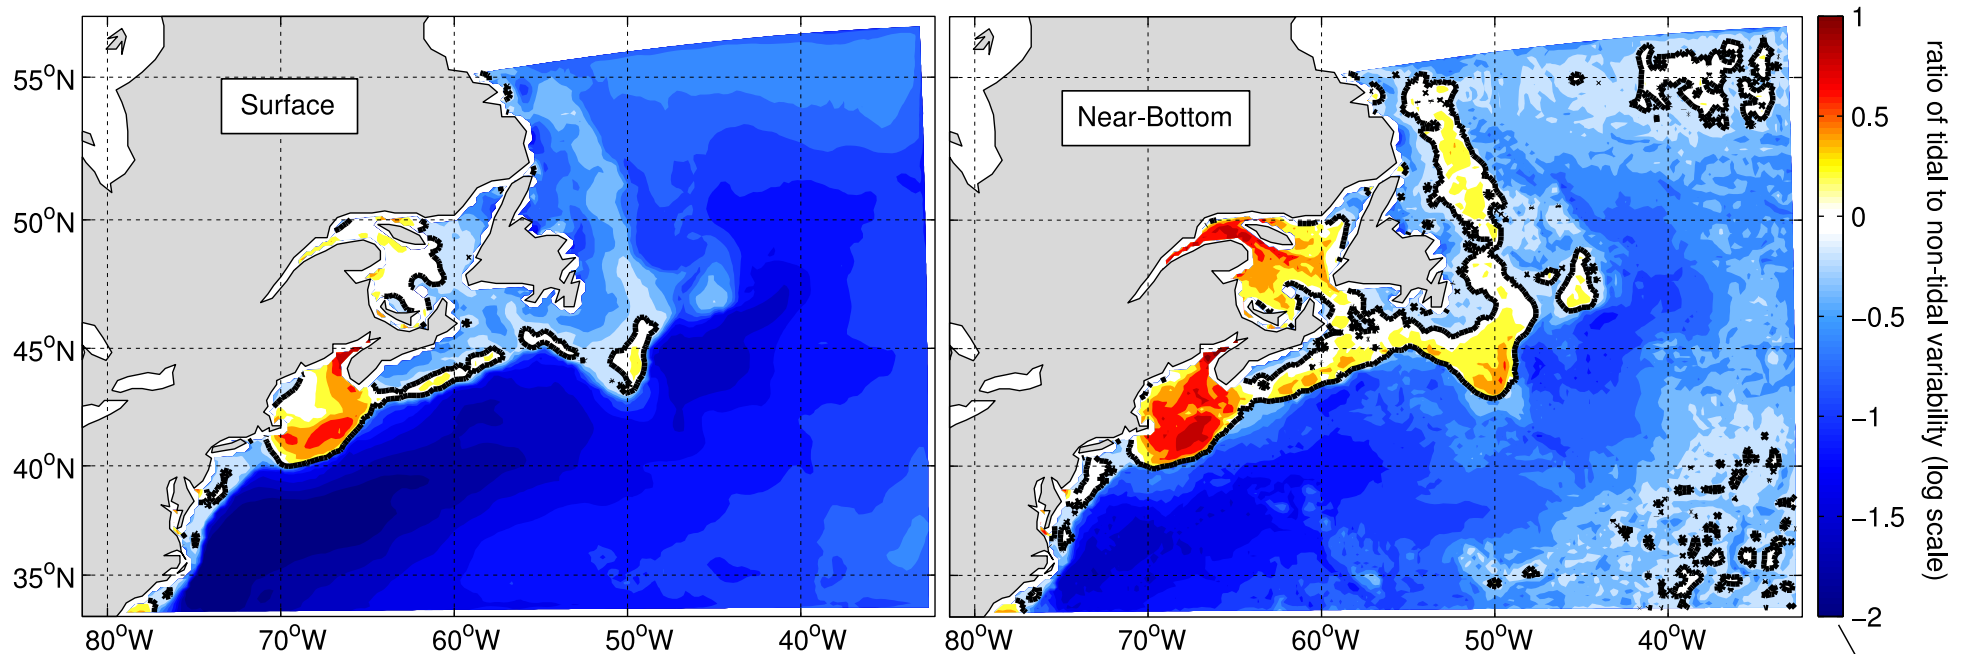 Surface
Near-Bottom
55°N
50°N
45°N
40°N
35°N
80°W
70°W
60°W
50°W
40°W
80°W
70°W
60°W
50°W
40°W
1
0.5
0
−0.5
−1
−1.5
−2
ratio of tidal to non-tidal variability (log scale)